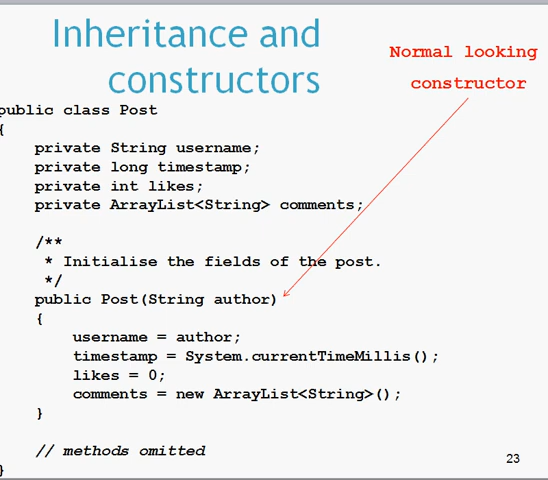 Inheritance and
constructors
Normal looking
constructor
public class Post
{
private String username;
private long timestamp;
private int likes;
private ArrayList<String> comments;
/**
* Initialise the fields of the post.
*/
public Post(String author)
{
username = author;
timestamp = System.currentTimeMillis();
likes = 0;
comments = new ArrayList<String>();
}
// methods omitted
}
23